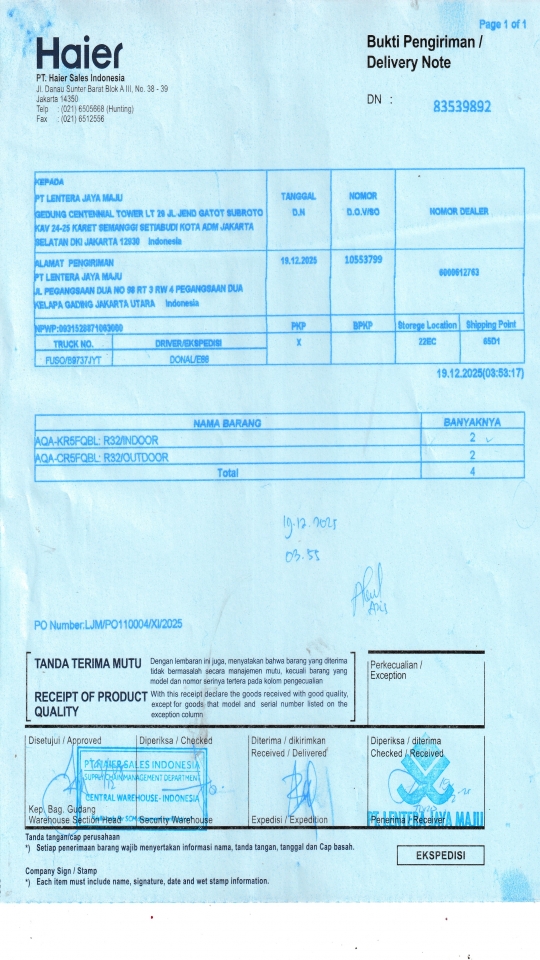 Page 1 of 1
Haier
PT. Haier Sales Indonesia
Jl. Danau Sunter Barat Blok A III, No. 38 - 39
Jakarta 14350
Telp : (021) 6505868 (Hunting)
Fax : (021) 6512556
Bukti Pengiriman /
Delivery Note
DN : 83539892
KEPADA
PT LENTERA JAYA MAJU
GEDUNG CENTENNIAL TOWER LT 29 JL JEND GATOT SUBROTO
KAV 24-25 KARET SEMANGGI SETIABUDI KOTA ADM JAKARTA
SELATAN DKI JAKARTA 12930 Indonesia
TANGGAL
D.N
NOMOR
D.O.V/SO
NOMOR DEALER
ALAMAT PENGIRIMAN
PT LENTERA JAYA MAJU
JL PEGANGSAAN DUA NO 98 RT 3 RW 4 PEGANGSAAN DUA
KELAPA GADING JAKARTA UTARA Indonesia
19.12.2025
10553799
NPWP:
PKP
BPKP
Storege Location
Shipping Point
TRUCK NO.
DRIVER/EKSPEDISI
X
22EC
65D1
FUSO/B9737JYT
DONAL/E56
19.12.2025(03:53:17)
NAMA BARANG
BANYAKNYA
AQA-KR5FQBL: R32/INDOOR 2
AQA-CR5FQBL: R32/OUTDOOR 2
Total 4
19.12.2025
03.55
PO Number:LJM/PO110004/XI/2025
TANDA TERIMA MUTU
Dengan lembaran ini juga, menyatakan bahwa barang yang diterima
tidak bermasalah secara manajemen mutu, kecuali barang yang
model dan nomor serinya tertera pada kolom pengecualian
RECEIPT OF PRODUCT
QUALITY
With this receipt declare the goods received with good quality,
except for goods that model and serial number listed on the
exception column
Perkecualian /
Exception
Disetujui / Approved
Diperiksa / Checked
Diterima / dikirimkan
Received / Delivered
Diperiksa / diterima
Checked / Received
PT HAIER SALES INDONESIA
SUPPLY CHAIN MANAGEMENT DEPARTMENT
CENTRAL WAREHOUSE- INDONESIA
Kep. Bag. Gudang
Warehouse Section Head
Security Warehouse
Expedisi / Expedition
Penerima / Receiver
PT LENTERA JAYA MAJU
Tanda tangan/cap perusahaan
*) Setiap penerimaan barang wajib menyertakan informasi nama, tanda tangan, tanggal dan Cap basah.
EKSPEDISI
Company Sign / Stamp
*) Each item must include name, signature, date and wet stamp information.